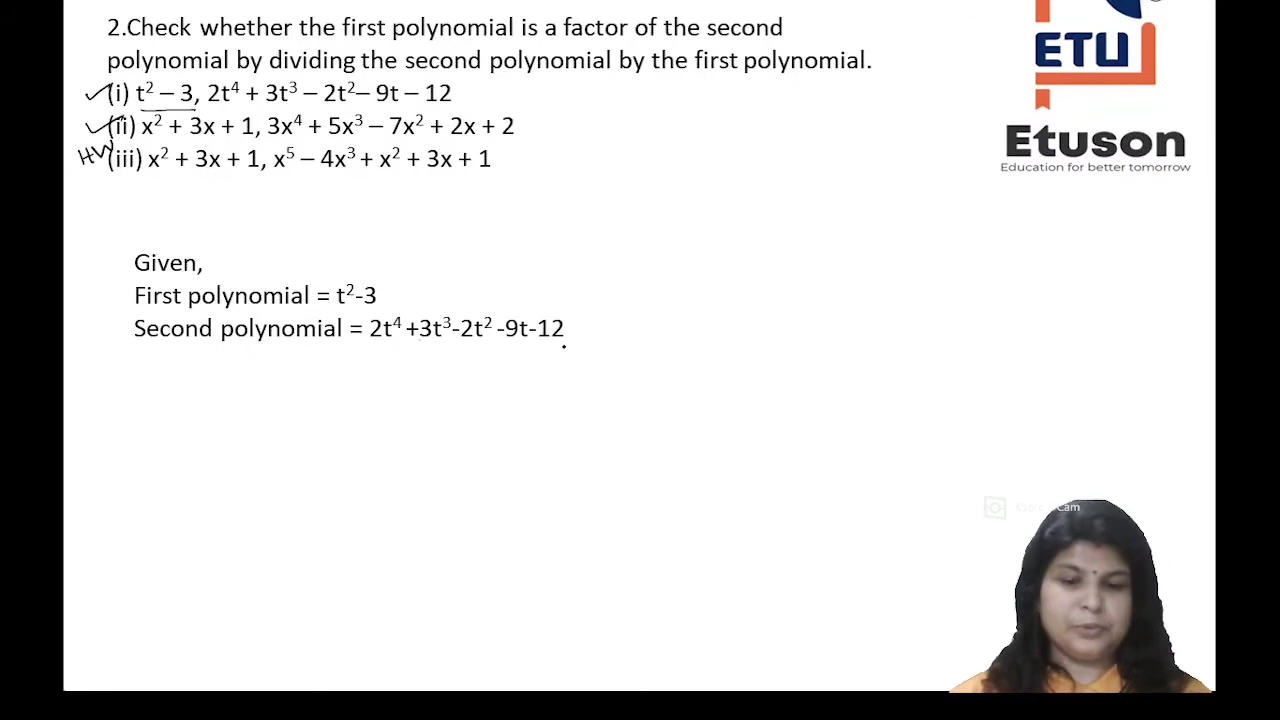 2.Check whether the first polynomial is a factor of the second
polynomial by dividing the second polynomial by the first polynomial.
(i) t² – 3, 2t⁴ + 3t³ – 2t²– 9t – 12
(ii) x² + 3x + 1, 3x⁴ + 5x³ – 7x² + 2x + 2
HW (iii) x² + 3x + 1, x⁵ – 4x³ + x² + 3x + 1
ETU
Etuson
Education for better tomorrow
Given,
First polynomial = t²-3
Second polynomial = 2t⁴ +3t³-2t² -9t-12
Cam